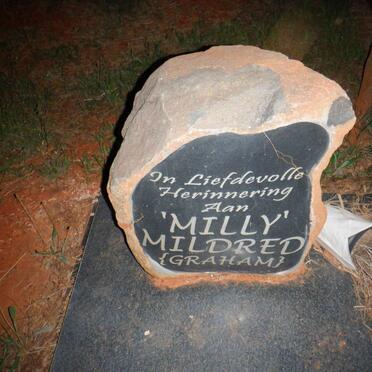 In Liefdevolle
Herinnering
Aan
'MILLY'
MILDRED
{GRAHAM}